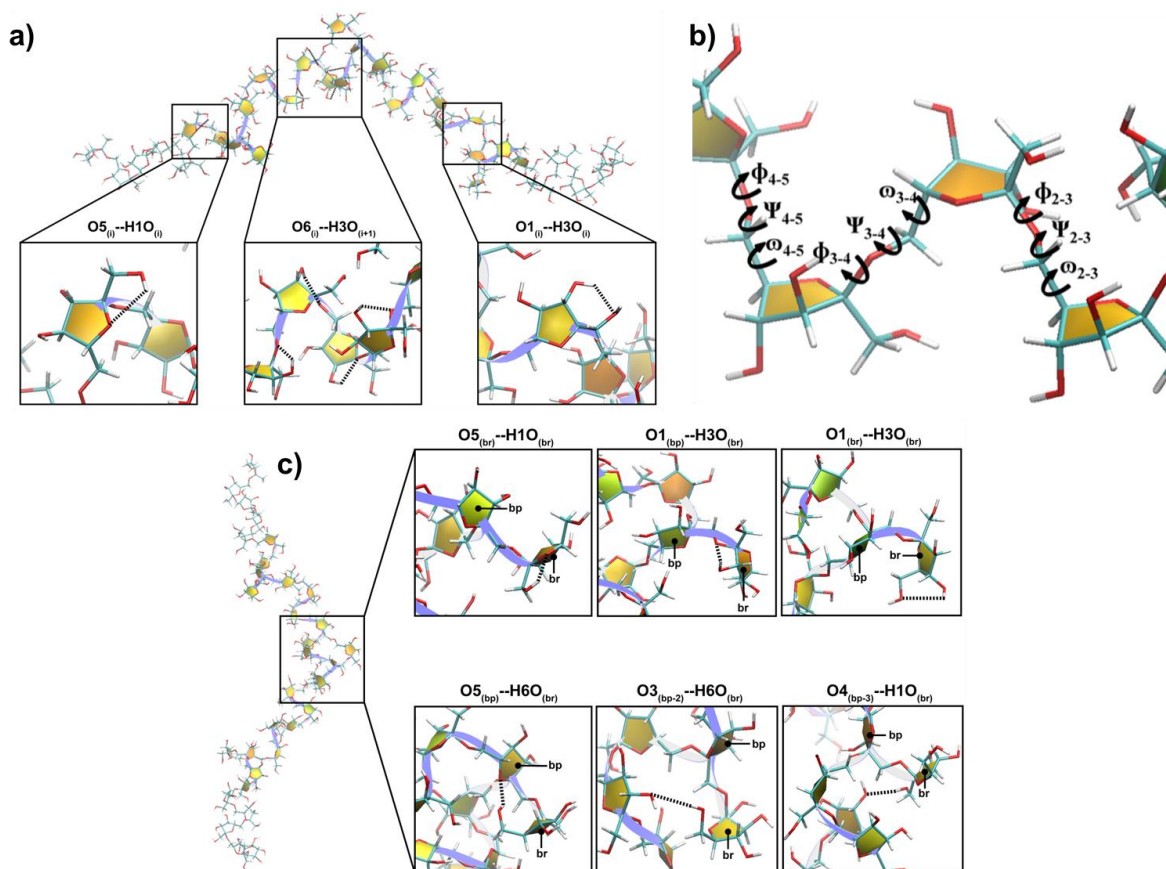 a)
O5(i)--H1O(i)
O6(i)--H3O(i+1)
O1(i)--H3O(i)
b)
Φ4-5
Ψ4-5
ω4-5
Φ3-4
Ψ3-4
ω3-4
Φ2-3
Ψ2-3
ω2-3
c)
O5(br)--H1O(br)
O1(bp)--H3O(br)
O1(br)--H3O(br)
bp
br
bp
br
bp
br
O5(bp)--H6O(br)
O3(bp-2)--H6O(br)
O4(bp-3)--H1O(br)
bp
br
bp
br
bp
br